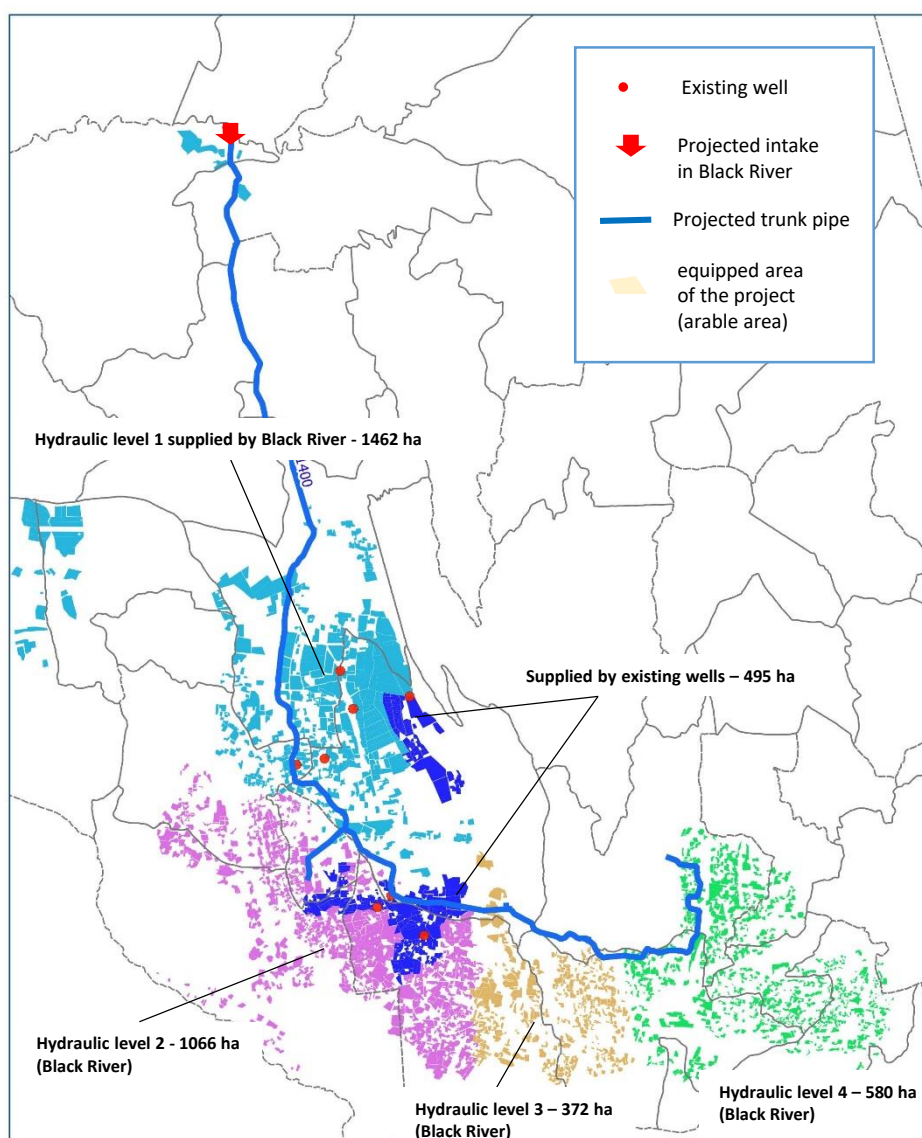 Existing well
Projected intake
in Black River
Projected trunk pipe
equipped area
of the project
(arable area)
Hydraulic level 1 supplied by Black River - 1462 ha
1400
Supplied by existing wells – 495 ha
Hydraulic level 2 - 1066 ha
(Black River)
Hydraulic level 3 – 372 ha
(Black River)
Hydraulic level 4 – 580 ha
(Black River)